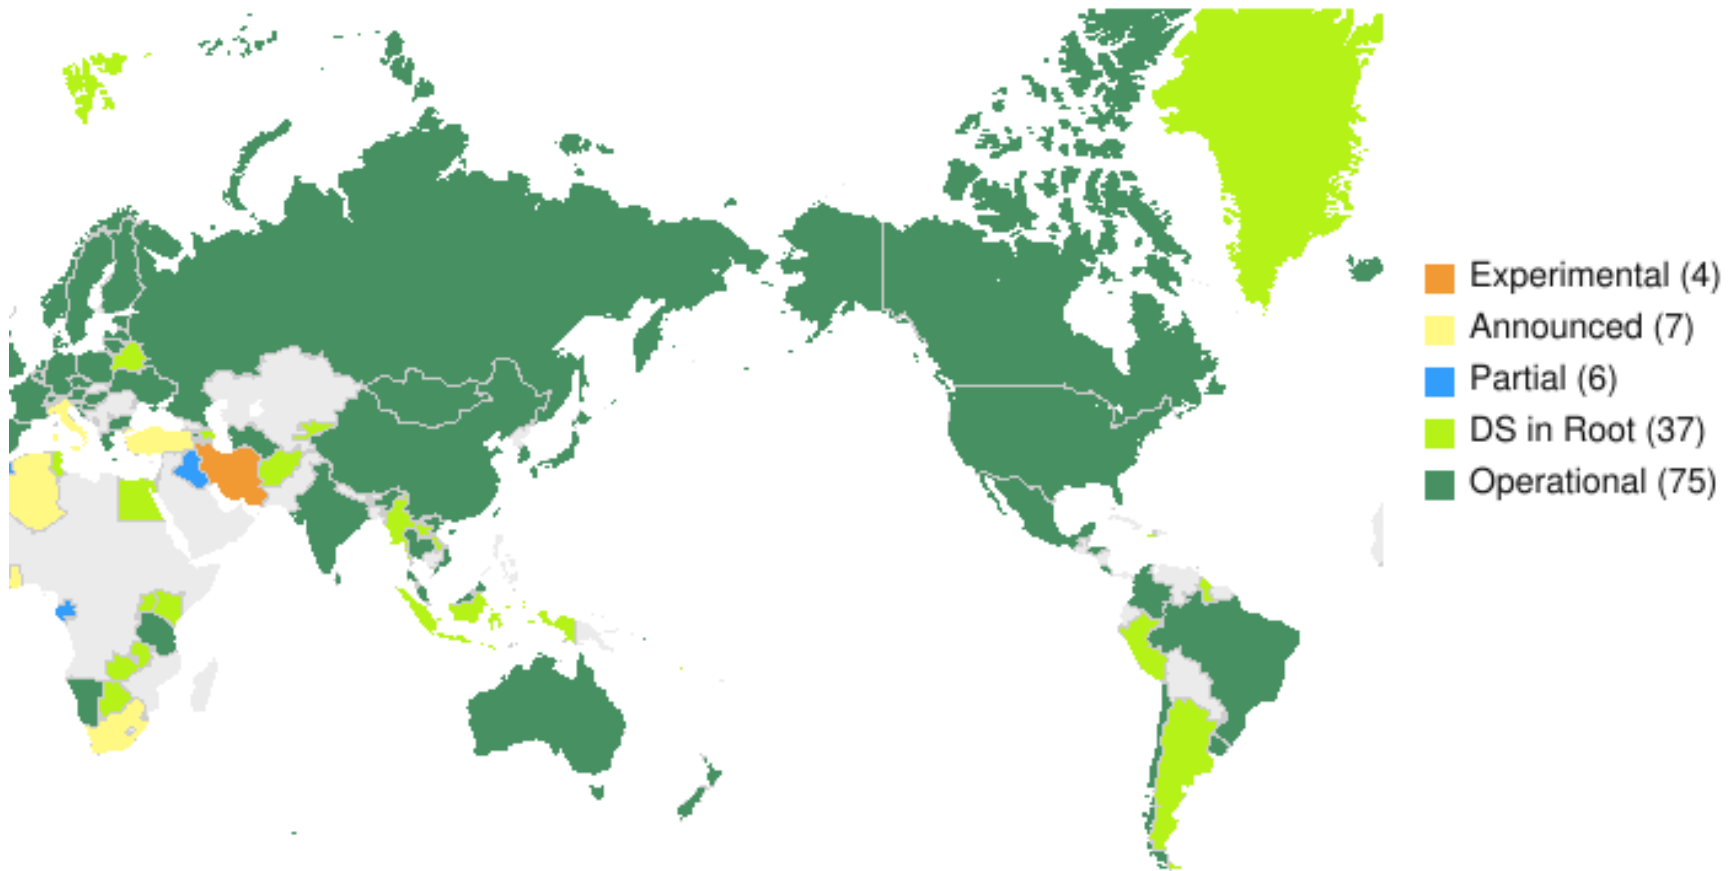 Experimental (4)
Announced (7)
Partial (6)
DS in Root (37)
Operational (75)